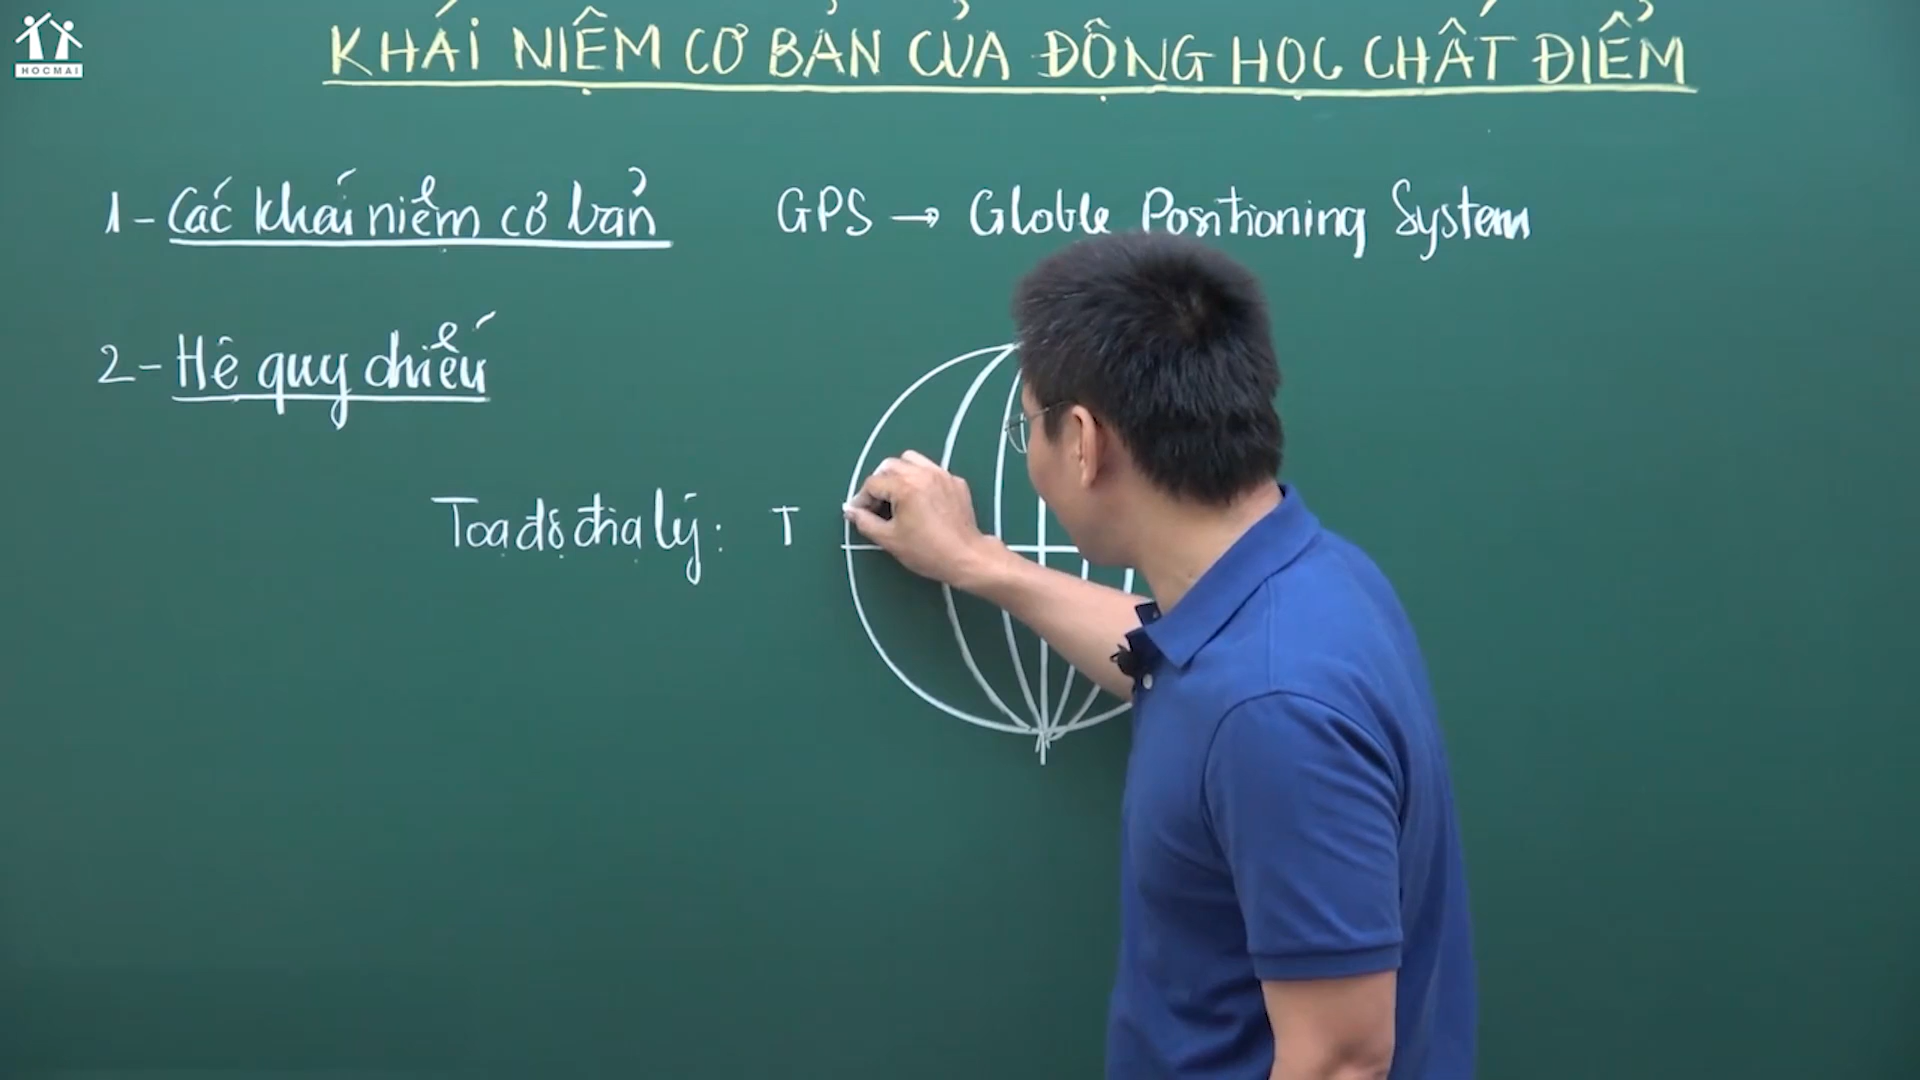 HOCMAI
KHÁI NIỆM CƠ BẢN CỦA ĐỘNG HỌC CHẤT ĐIỂM
1- Các khái niệm cơ bản
GPS → Globle Positioning System
2- Hệ quy chiếu
Toạ độ địa lý: T